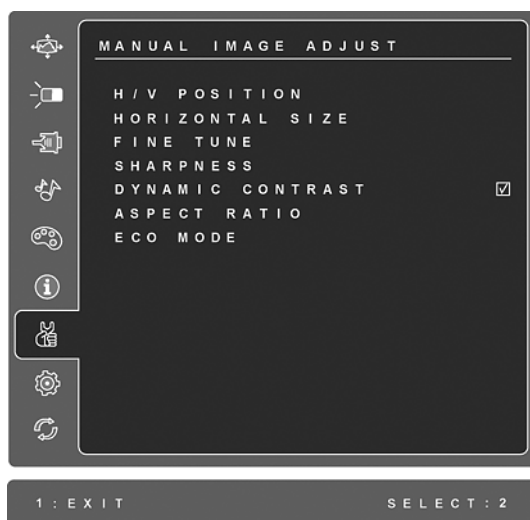 MANUAL IMAGE ADJUST
H/V POSITION
HORIZONTAL SIZE
FINE TUNE
SHARPNESS
DYNAMIC CONTRAST
ASPECT RATIO
ECO MODE
1:EXIT SELECT:2